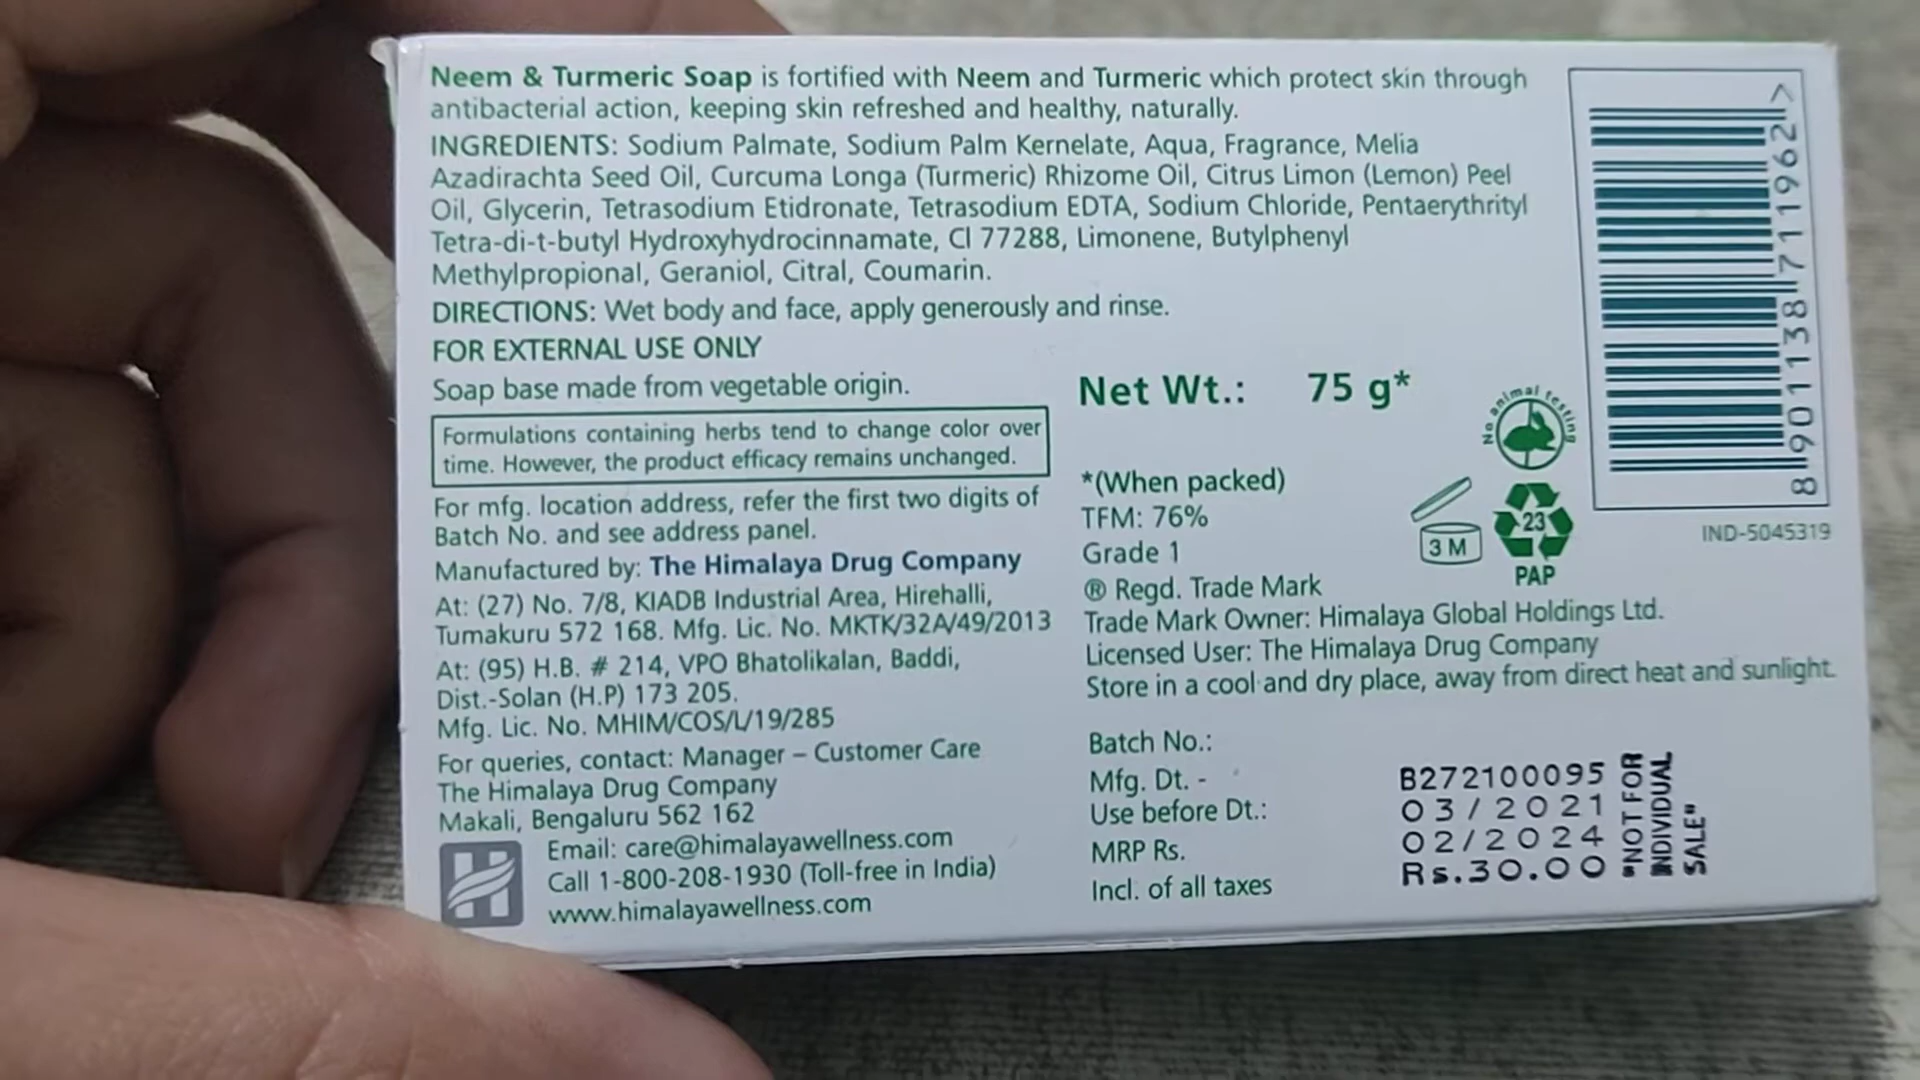 Neem & Turmeric Soap is fortified with Neem and Turmeric which protect skin through
antibacterial action, keeping skin refreshed and healthy, naturally.
INGREDIENTS: Sodium Palmate, Sodium Palm Kernelate, Aqua, Fragrance, Melia
Azadirachta Seed Oil, Curcuma Longa (Turmeric) Rhizome Oil, Citrus Limon (Lemon) Peel
Oil, Glycerin, Tetrasodium Etidronate, Tetrasodium EDTA, Sodium Chloride, Pentaerythrityl
Tetra-di-t-butyl Hydroxyhydrocinnamate, CI 77288, Limonene, Butylphenyl
Methylpropional, Geraniol, Citral, Coumarin.
DIRECTIONS: Wet body and face, apply generously and rinse.
FOR EXTERNAL USE ONLY
Soap base made from vegetable origin.
Formulations containing herbs tend to change color over
time. However, the product efficacy remains unchanged.
For mfg. location address, refer the first two digits of
Batch No. and see address panel.
Manufactured by: The Himalaya Drug Company
At: (27) No. 7/8, KIADB Industrial Area, Hirehalli,
Tumakuru 572 168. Mfg. Lic. No. MKTK/32A/49/2013
At: (95) H.B. # 214, VPO Bhatolikalan, Baddi,
Dist.-Solan (H.P) 173 205.
Mfg. Lic. No. MHIM/COS/L/19/285
For queries, contact: Manager – Customer Care
The Himalaya Drug Company
Makali, Bengaluru 562 162
Email: care@himalayawellness.com
Call 1-800-208-1930 (Toll-free in India)
www.himalayawellness.com
Net Wt.: 75 g*
*(When packed)
TFM: 76%
Grade 1
® Regd. Trade Mark
Trade Mark Owner: Himalaya Global Holdings Ltd.
Licensed User: The Himalaya Drug Company
Store in a cool and dry place, away from direct heat and sunlight.
No animal testing
3 M
23
PAP
8 901138 711962 >
IND-5045319
Batch No.: B272100095
Mfg. Dt. - 03/2021
Use before Dt.: 02/2024
MRP Rs. Rs.30.00
Incl. of all taxes
"NOT FOR
INDIVIDUAL
SALE"